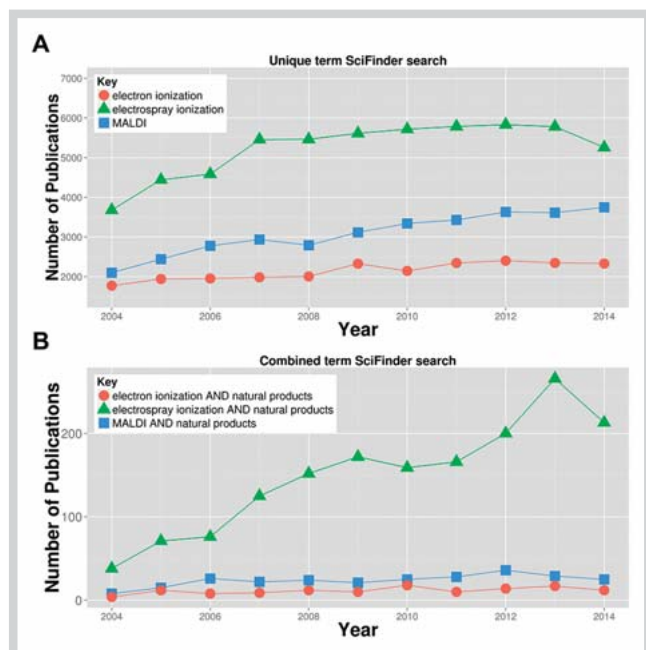 A
Unique term SciFinder search
Key
electron ionization
electrospray ionization
MALDI
Number of Publications
7000
6000
5000
4000
3000
2000
2004
2006
2008
2010
2012
2014
Year
B
Combined term SciFinder search
Key
electron ionization AND natural products
electrospray ionization AND natural products
MALDI AND natural products
Number of Publications
200
100
0
2004
2006
2008
2010
2012
2014
Year